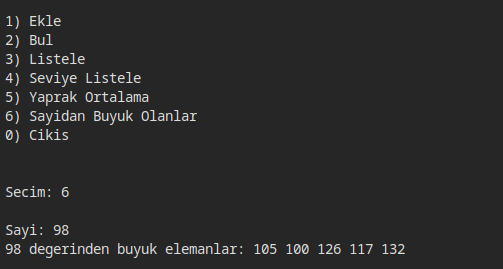 1) Ekle
2) Bul
3) Listele
4) Seviye Listele
5) Yaprak Ortalama
6) Sayidan Buyuk Olanlar
0) Cikis
Secim: 6
Sayi: 98
98 degerinden buyuk elemanlar: 105 100 126 117 132